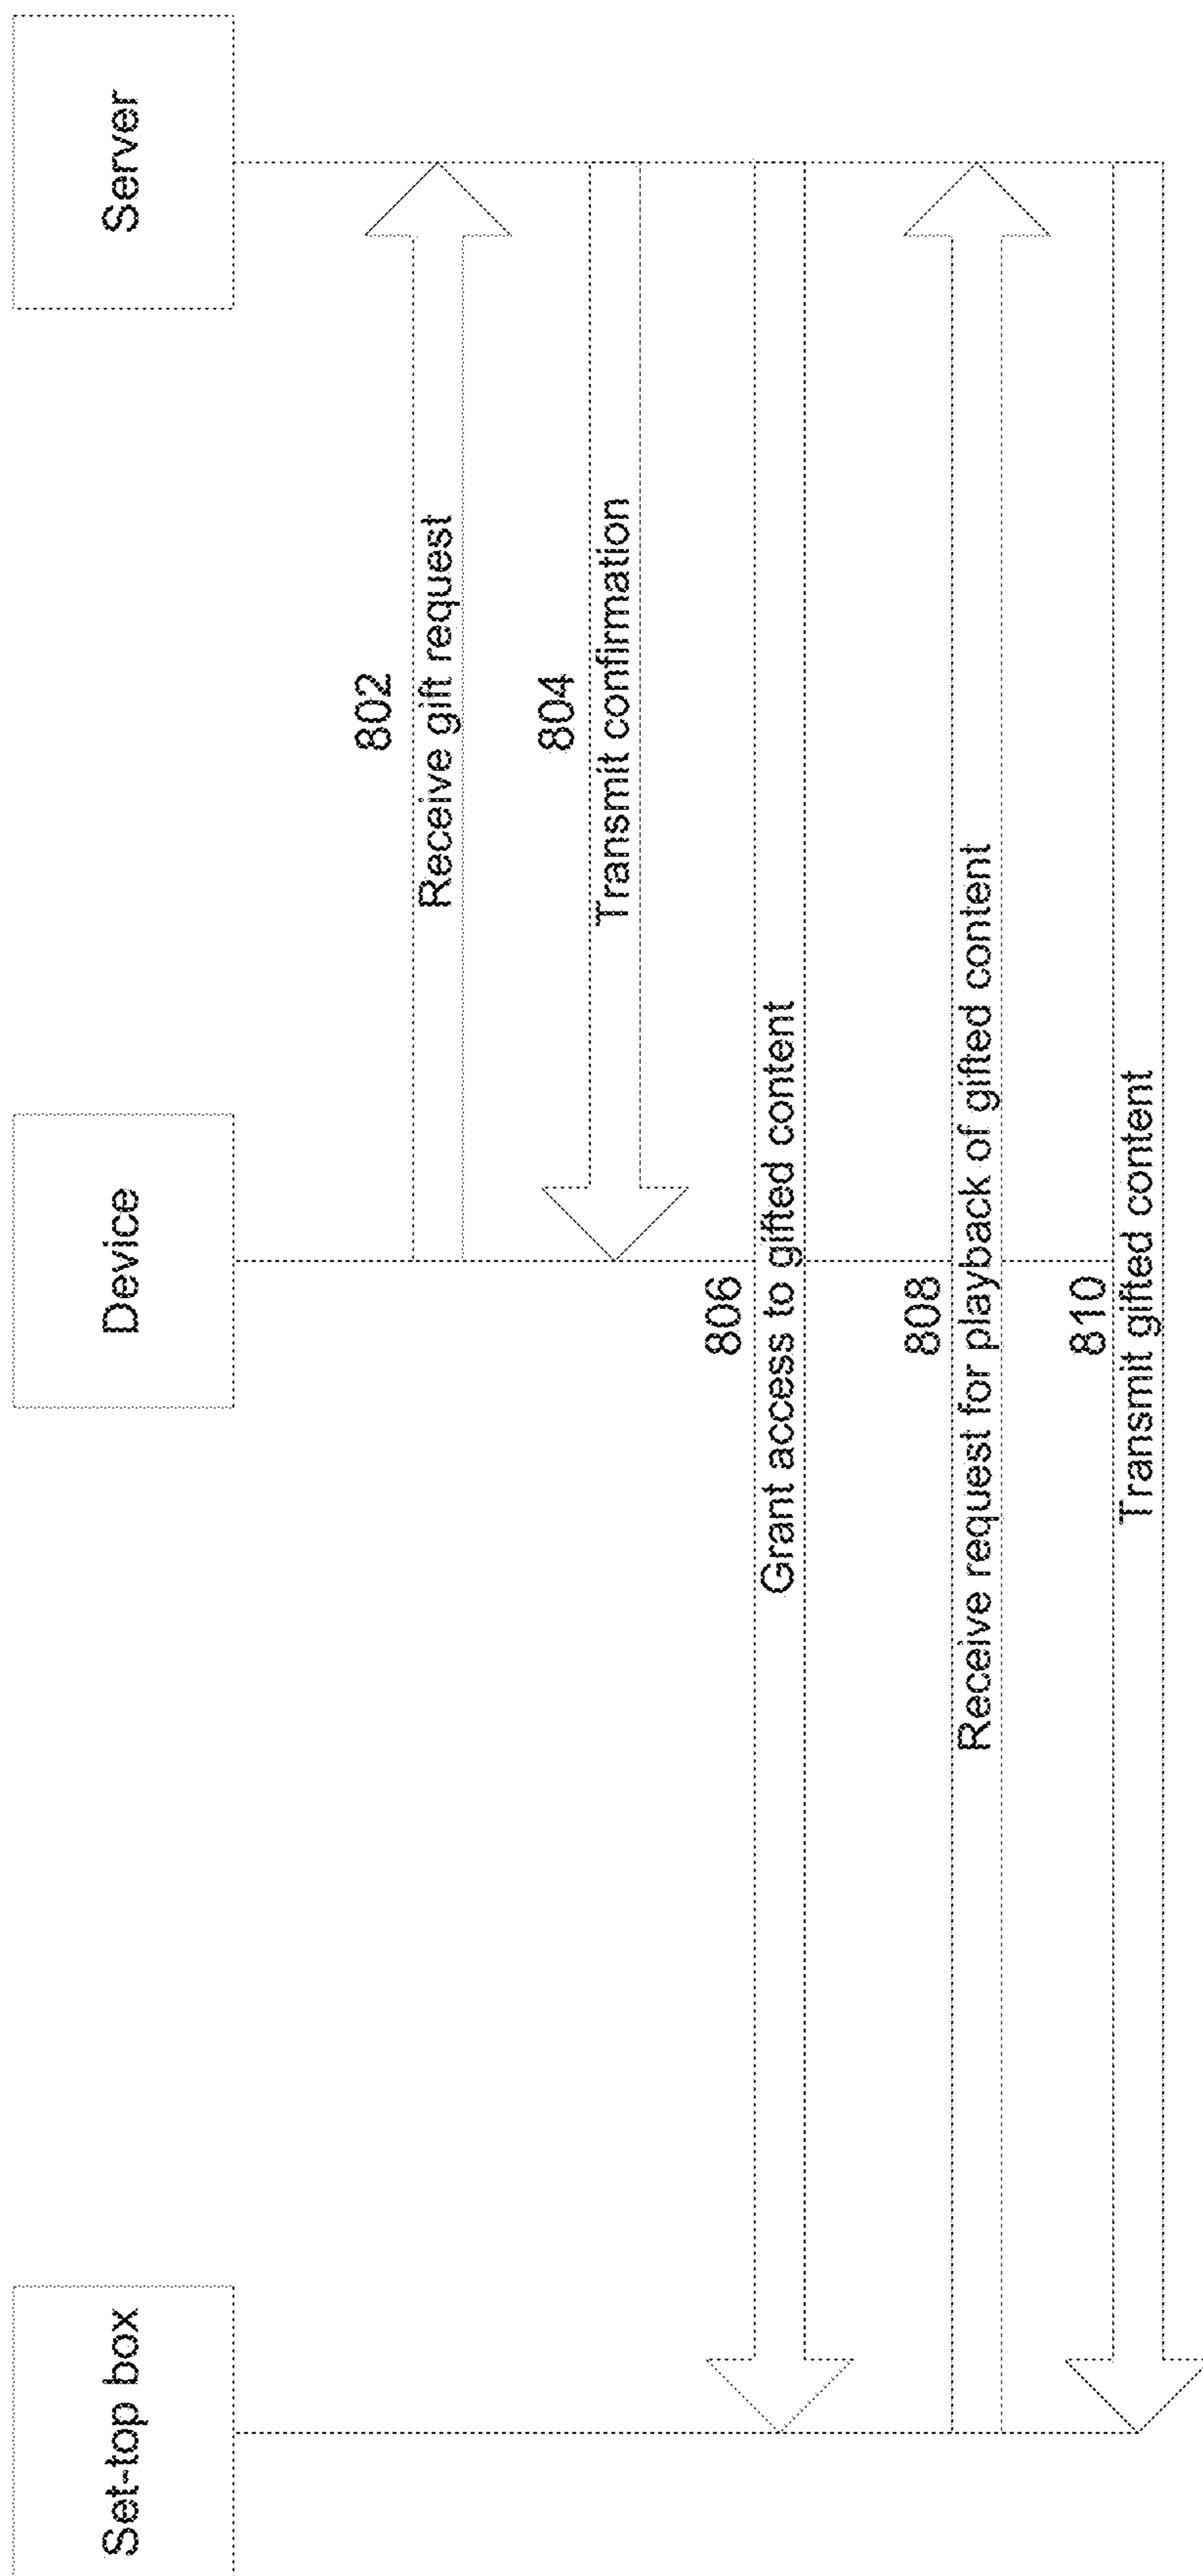 Set-top box
Device
Server
802
Receive gift request
804
Transmit confirmation
806
Grant access to gifted content
808
Receive request for playback of gifted content
810
Transmit gifted content